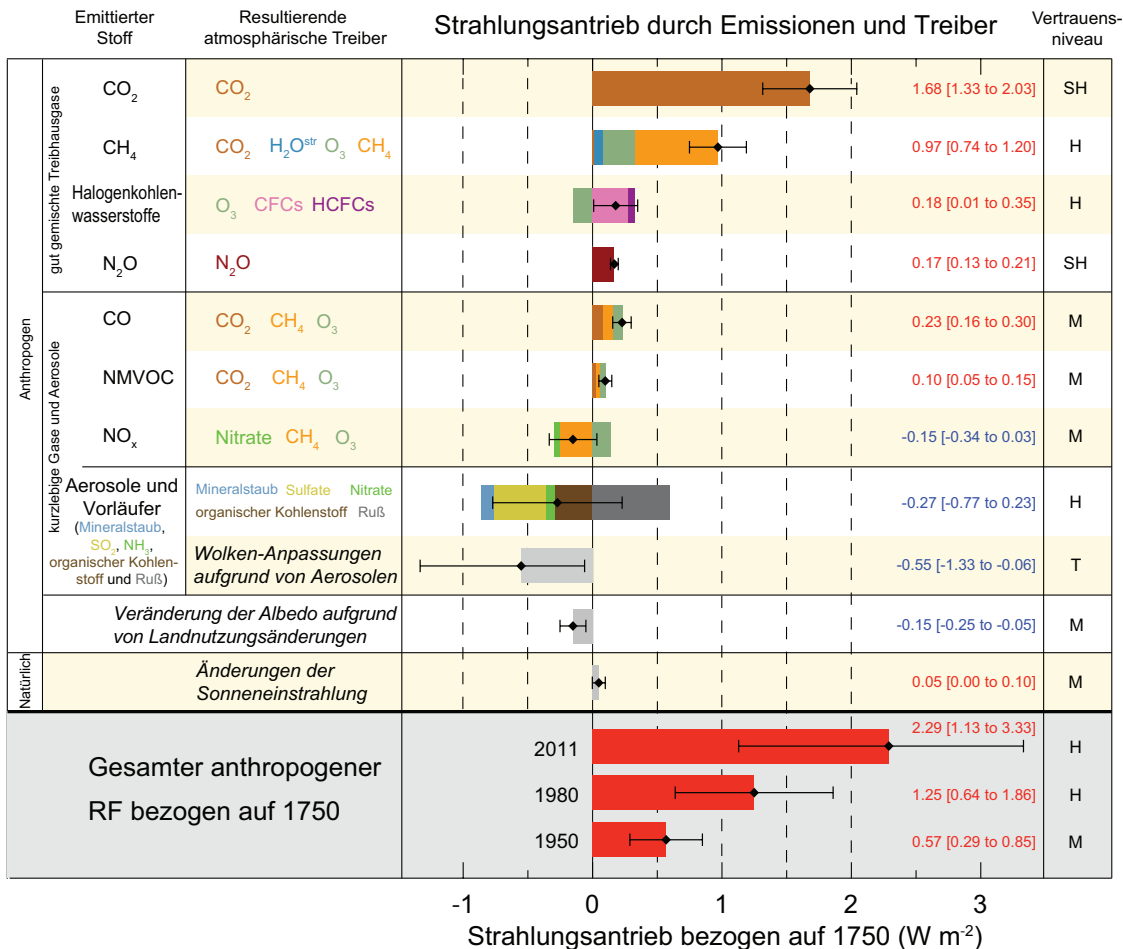 Emittierter
Stoff
Resultierende
atmosphärische Treiber
Strahlungsantrieb durch Emissionen und Treiber
Vertrauens-
niveau
Anthropogen
gut gemischte Treibhausgase
CO₂
CO₂
1.68 [1.33 to 2.03]
SH
CH₄
CO₂ H₂Oˢᵗʳ O₃ CH₄
0.97 [0.74 to 1.20]
H
Halogenkohlen-
wasserstoffe
O₃ CFCs HCFCs
0.18 [0.01 to 0.35]
H
N₂O
N₂O
0.17 [0.13 to 0.21]
SH
kurzlebige Gase und Aerosole
CO
CO₂ CH₄ O₃
0.23 [0.16 to 0.30]
M
NMVOC
CO₂ CH₄ O₃
0.10 [0.05 to 0.15]
M
NOₓ
Nitrate CH₄ O₃
-0.15 [-0.34 to 0.03]
M
Aerosole und
Vorläufer
(Mineralstaub,
SO₂, NH₃,
organischer Kohlen-
stoff und Ruß)
Mineralstaub Sulfate Nitrate
organischer Kohlenstoff Ruß
-0.27 [-0.77 to 0.23]
H
Wolken-Anpassungen
aufgrund von Aerosolen
-0.55 [-1.33 to -0.06]
T
Veränderung der Albedo aufgrund
von Landnutzungsänderungen
-0.15 [-0.25 to -0.05]
M
Natürlich
Änderungen der
Sonneneinstrahlung
0.05 [0.00 to 0.10]
M
Gesamter anthropogener
RF bezogen auf 1750
2011
2.29 [1.13 to 3.33]
H
1980
1.25 [0.64 to 1.86]
H
1950
0.57 [0.29 to 0.85]
M
-1 0 1 2 3
Strahlungsantrieb bezogen auf 1750 (W m⁻²)